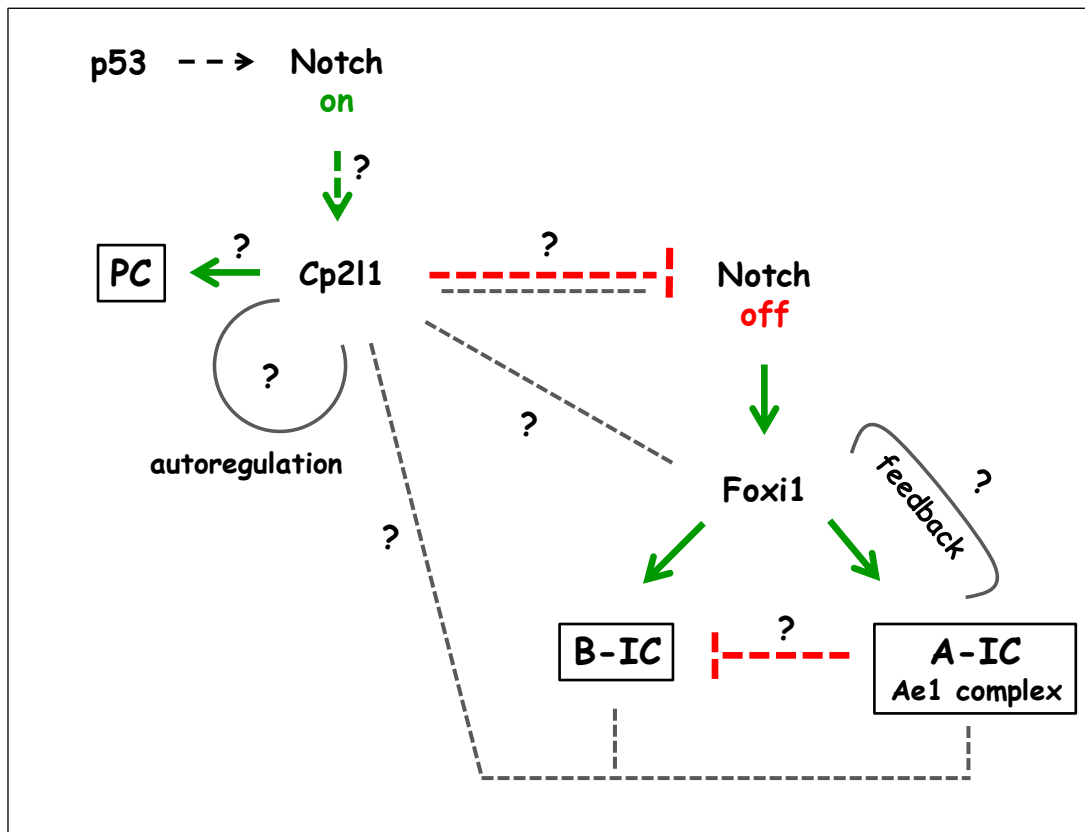 p53 Notch
on
?
?
?
PC
Cp2l1
Notch
off
?
?
autoregulation
?
feedback
Foxi1
?
?
B-IC
A-IC
Ae1 complex